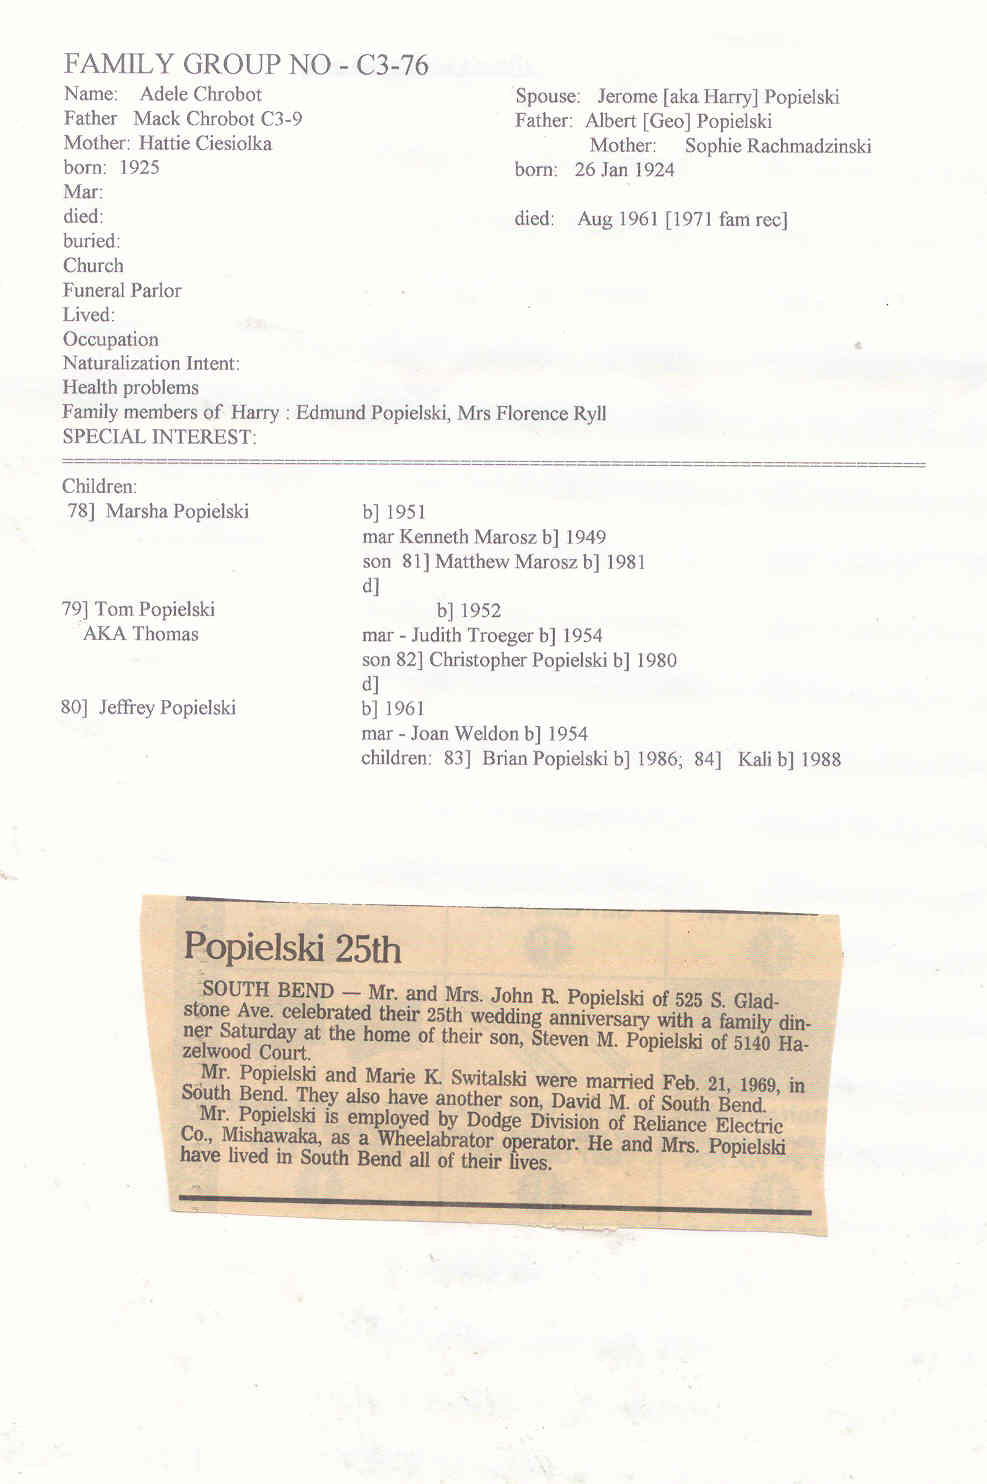 FAMILY GROUP NO - C3-76
Name: Adele Chrobot Spouse: Jerome [aka Harry] Popielski
Father Mack Chrobot C3-9 Father: Albert [Geo] Popielski
Mother: Hattie Ciesiolka Mother: Sophie Rachmadzinski
born: 1925 born: 26 Jan 1924
Mar:
died: died: Aug 1961 [1971 fam rec]
buried:
Church
Funeral Parlor
Lived:
Occupation
Naturalization Intent:
Health problems
Family members of Harry : Edmund Popielski, Mrs Florence Ryll
SPECIAL INTEREST:
Children:
78] Marsha Popielski b] 1951
mar Kenneth Marosz b] 1949
son 81] Matthew Marosz b] 1981
d]
79] Tom Popielski b] 1952
AKA Thomas mar - Judith Troeger b] 1954
son 82] Christopher Popielski b] 1980
d]
80] Jeffrey Popielski b] 1961
mar - Joan Weldon b] 1954
children: 83] Brian Popielski b] 1986; 84] Kali b] 1988
Popielski 25th
SOUTH BEND — Mr. and Mrs. John R. Popielski of 525 S. Glad-
stone Ave. celebrated their 25th wedding anniversary with a family din-
ner Saturday at the home of their son, Steven M. Popielski of 5140 Ha-
zelwood Court.
Mr. Popielski and Marie K. Switalski were married Feb. 21, 1969, in
South Bend. They also have another son, David M. of South Bend.
Mr. Popielski is employed by Dodge Division of Reliance Electric
Co., Mishawaka, as a Wheelabrator operator. He and Mrs. Popielski
have lived in South Bend all of their lives.